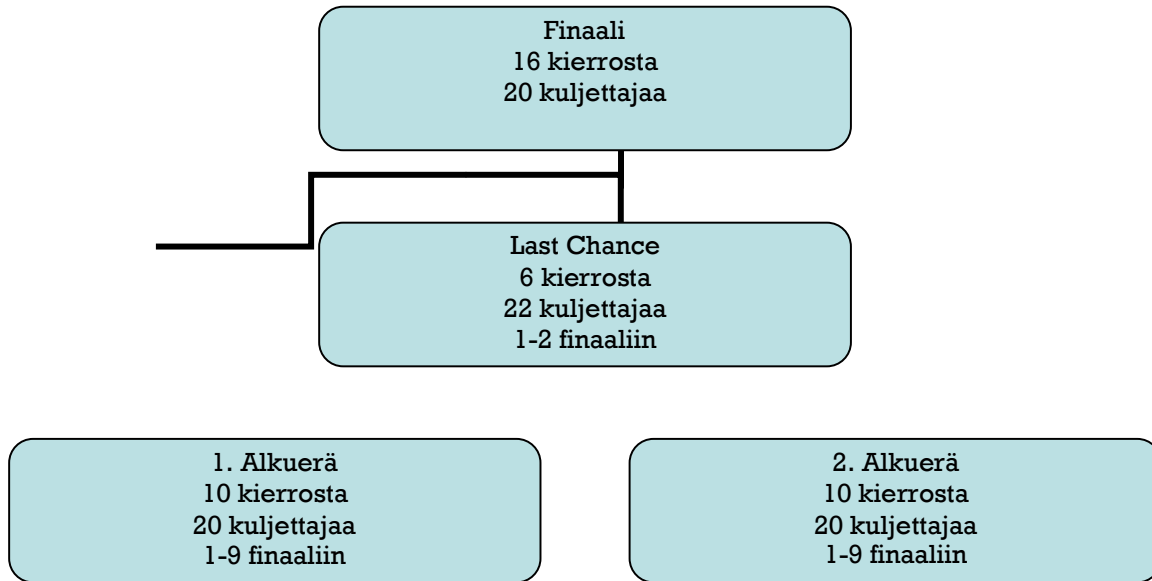 Finaali
16 kierrosta
20 kuljettajaa
Last Chance
6 kierrosta
22 kuljettajaa
1-2 finaaliin
1. Alkuerä
10 kierrosta
20 kuljettajaa
1-9 finaaliin
2. Alkuerä
10 kierrosta
20 kuljettajaa
1-9 finaaliin